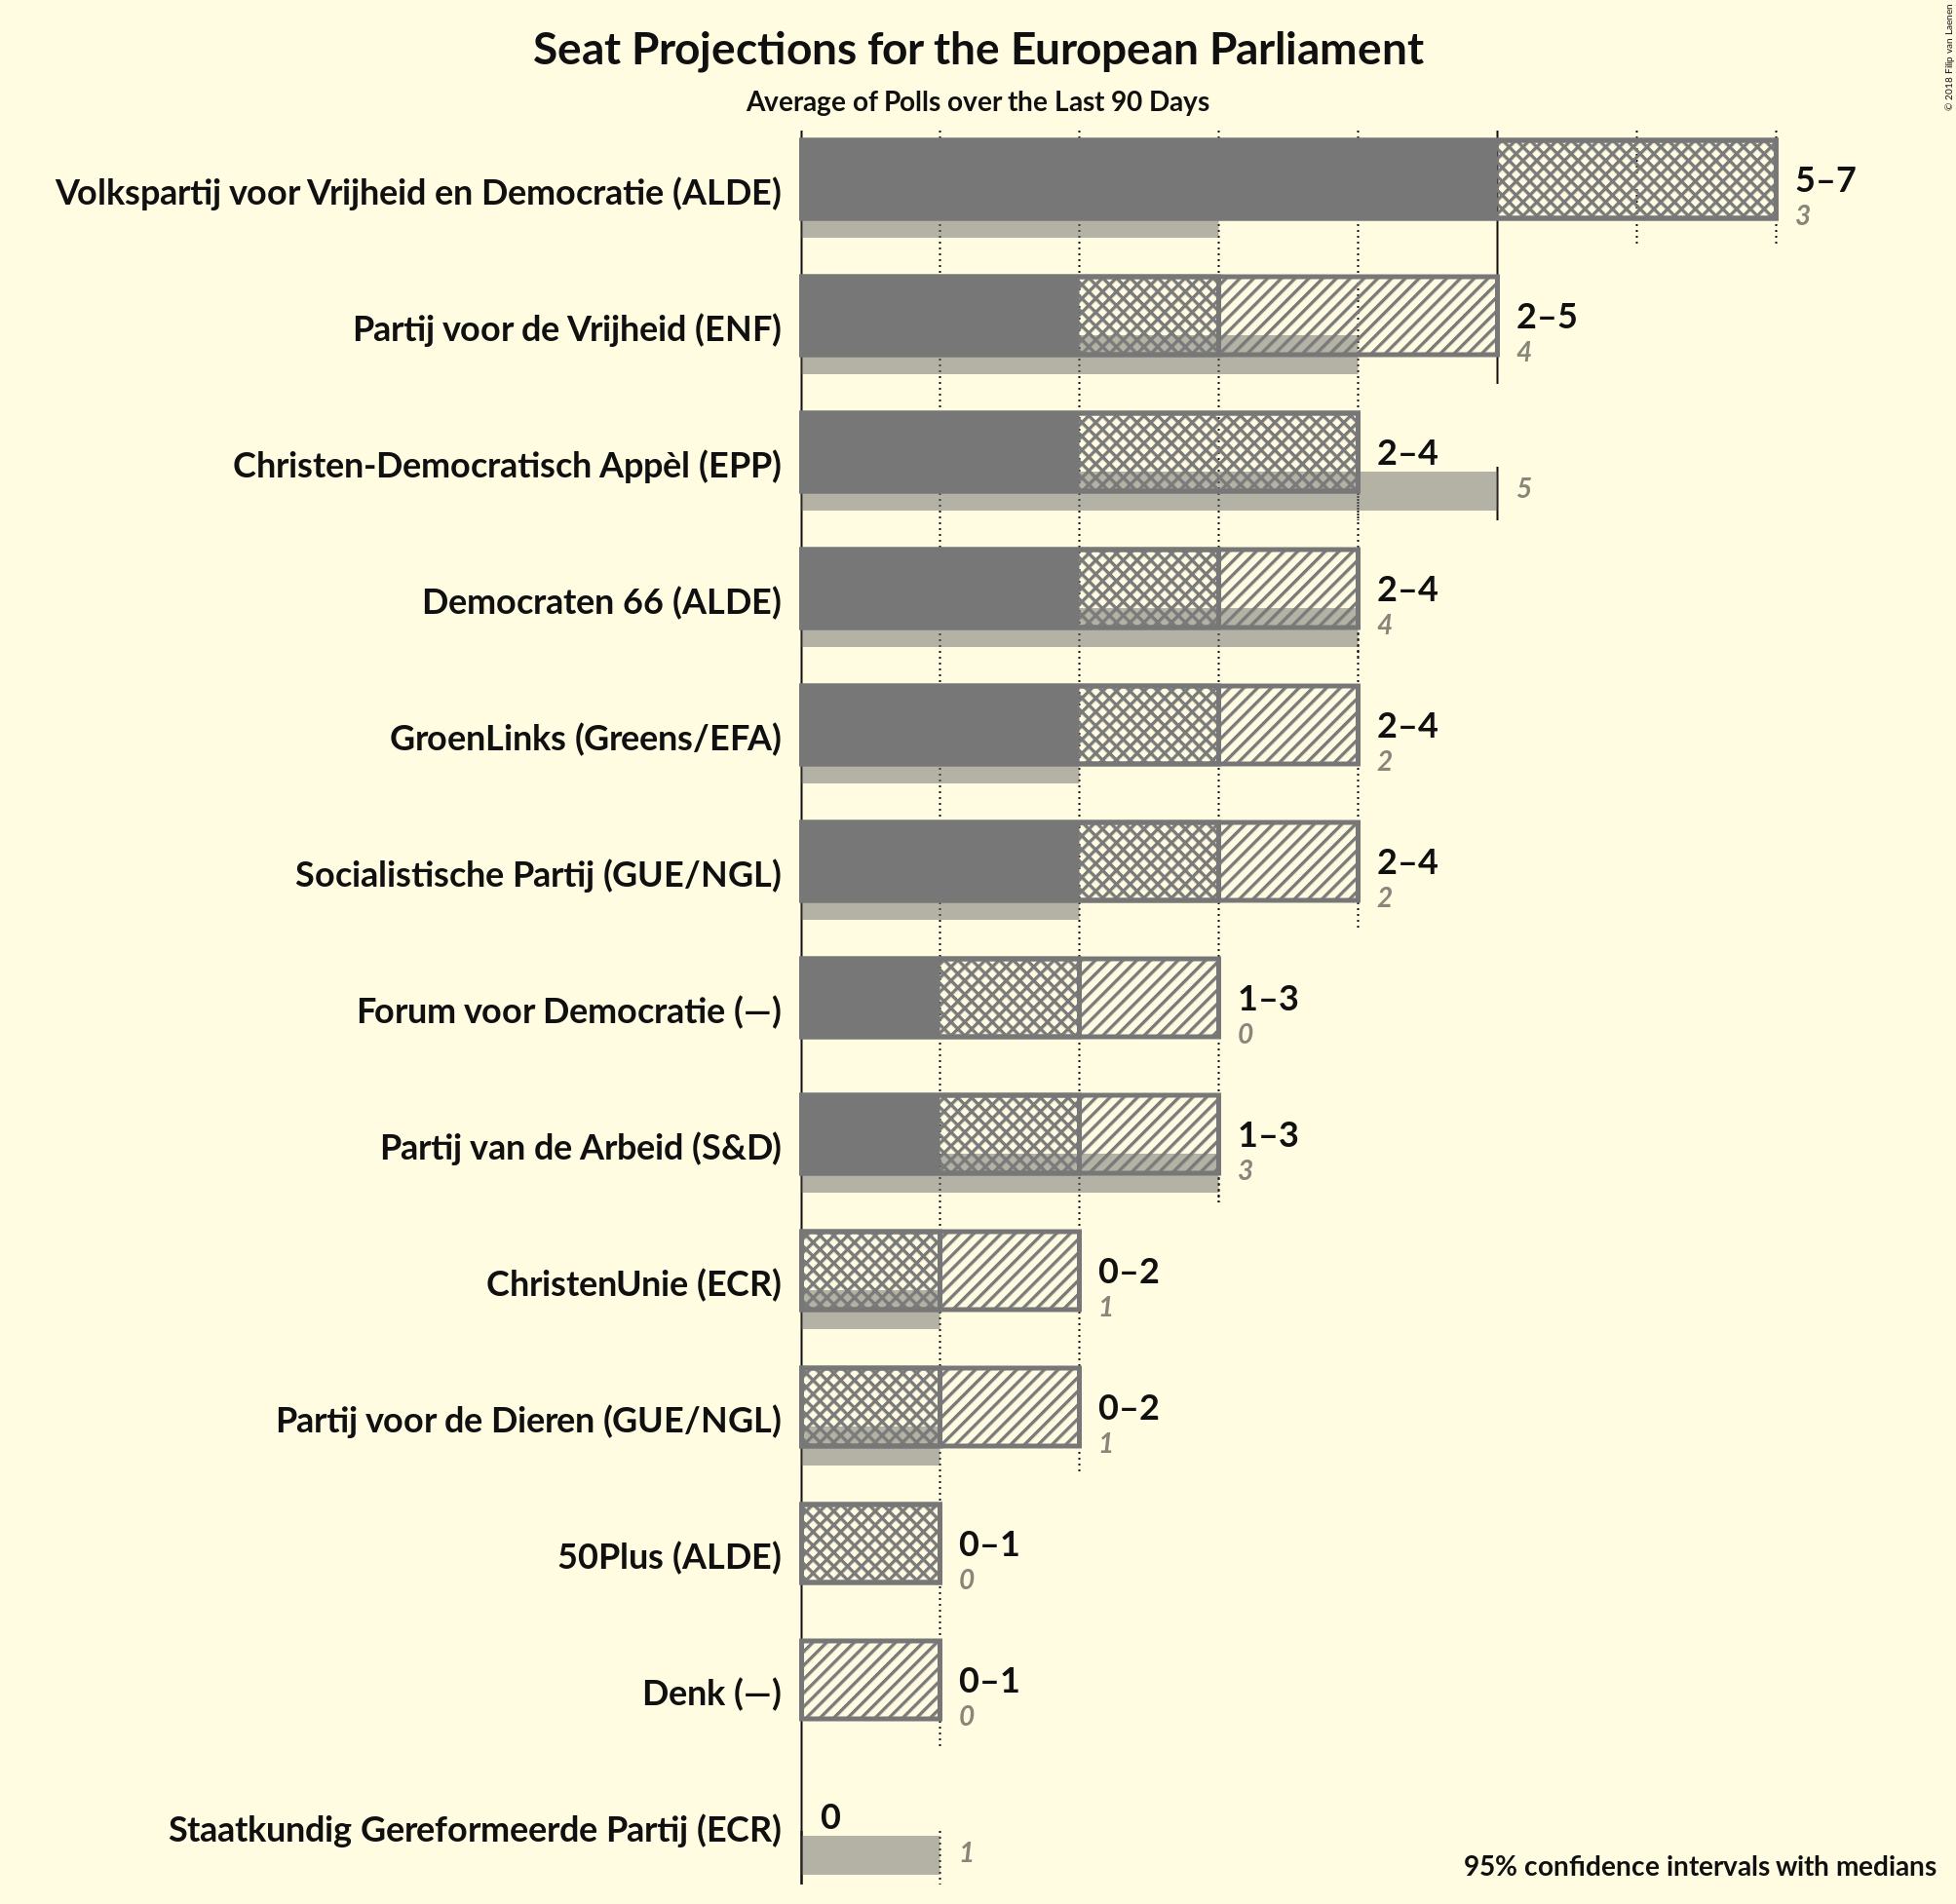 Seat Projections for the European Parliament
Average of Polls over the Last 90 Days
© 2018 Filip van Laenen
Volkspartij voor Vrijheid en Democratie (ALDE)
5–7
3
Partij voor de Vrijheid (ENF)
2–5
4
Christen-Democratisch Appèl (EPP)
2–4
5
Democraten 66 (ALDE)
2–4
4
GroenLinks (Greens/EFA)
2–4
2
Socialistische Partij (GUE/NGL)
2–4
2
Forum voor Democratie (—)
1–3
0
Partij van de Arbeid (S&D)
1–3
3
ChristenUnie (ECR)
0–2
1
Partij voor de Dieren (GUE/NGL)
0–2
1
50Plus (ALDE)
0–1
0
Denk (—)
0–1
0
Staatkundig Gereformeerde Partij (ECR)
0
1
95% confidence intervals with medians